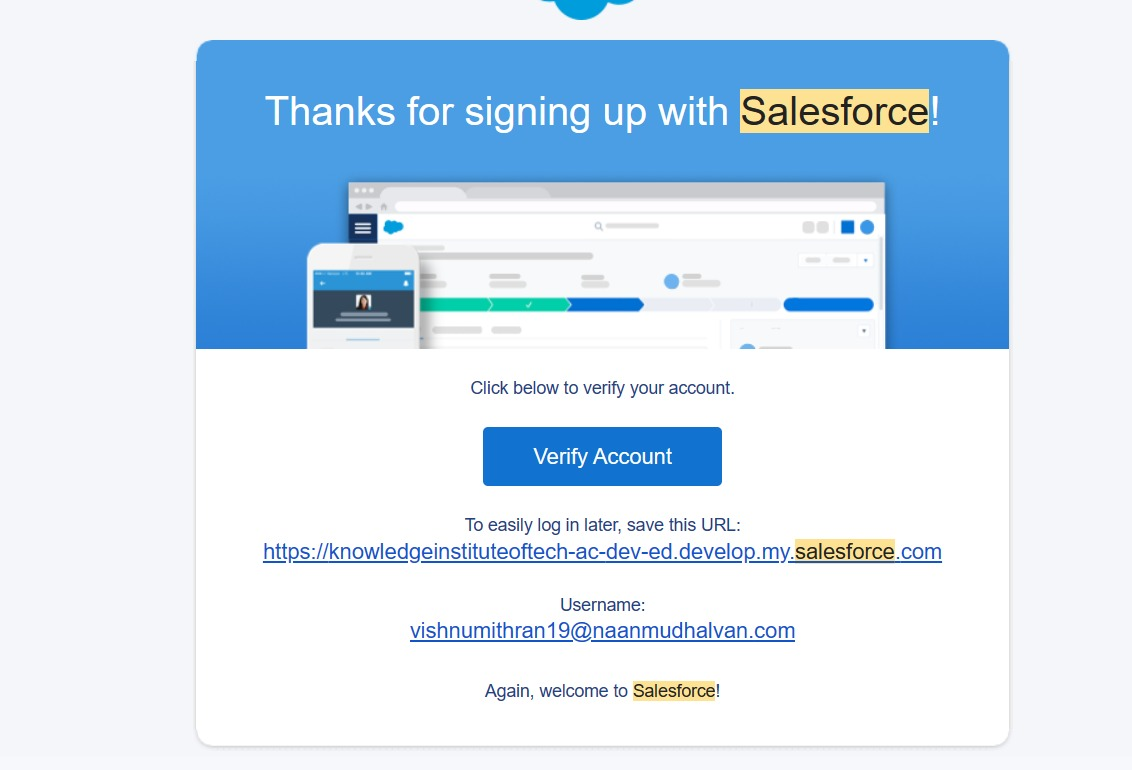 Thanks for signing up with Salesforce!
Click below to verify your account.
Verify Account
To easily log in later, save this URL:
https://knowledgeinstituteoftech-ac-dev-ed.develop.my.salesforce.com
Username:
vishnumithran19@naanmudhalvan.com
Again, welcome to Salesforce!